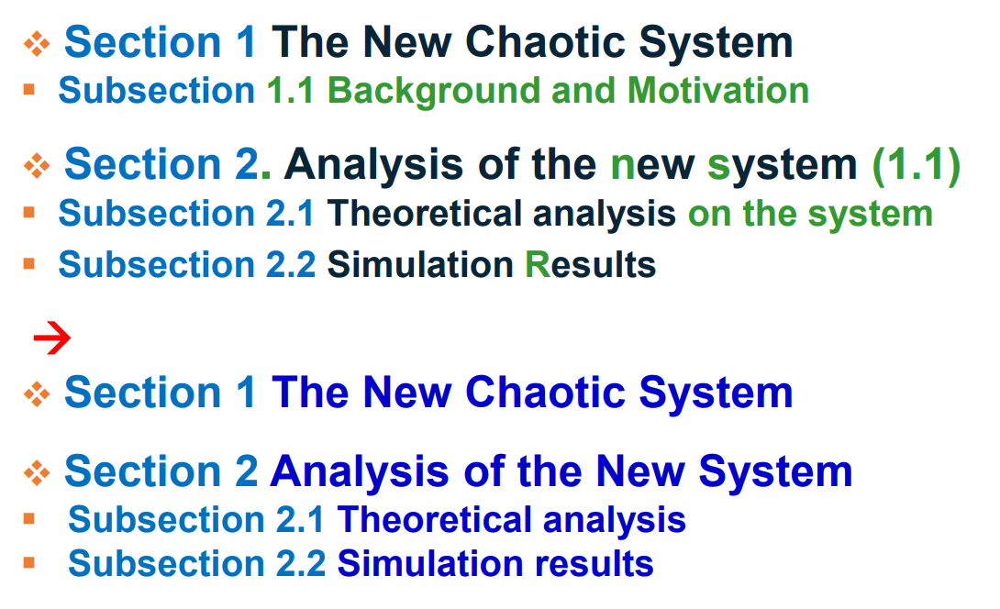 ❖ Section 1 The New Chaotic System
▪ Subsection 1.1 Background and Motivation
❖ Section 2. Analysis of the new system (1.1)
▪ Subsection 2.1 Theoretical analysis on the system
▪ Subsection 2.2 Simulation Results
→
❖ Section 1 The New Chaotic System
❖ Section 2 Analysis of the New System
▪ Subsection 2.1 Theoretical analysis
▪ Subsection 2.2 Simulation results